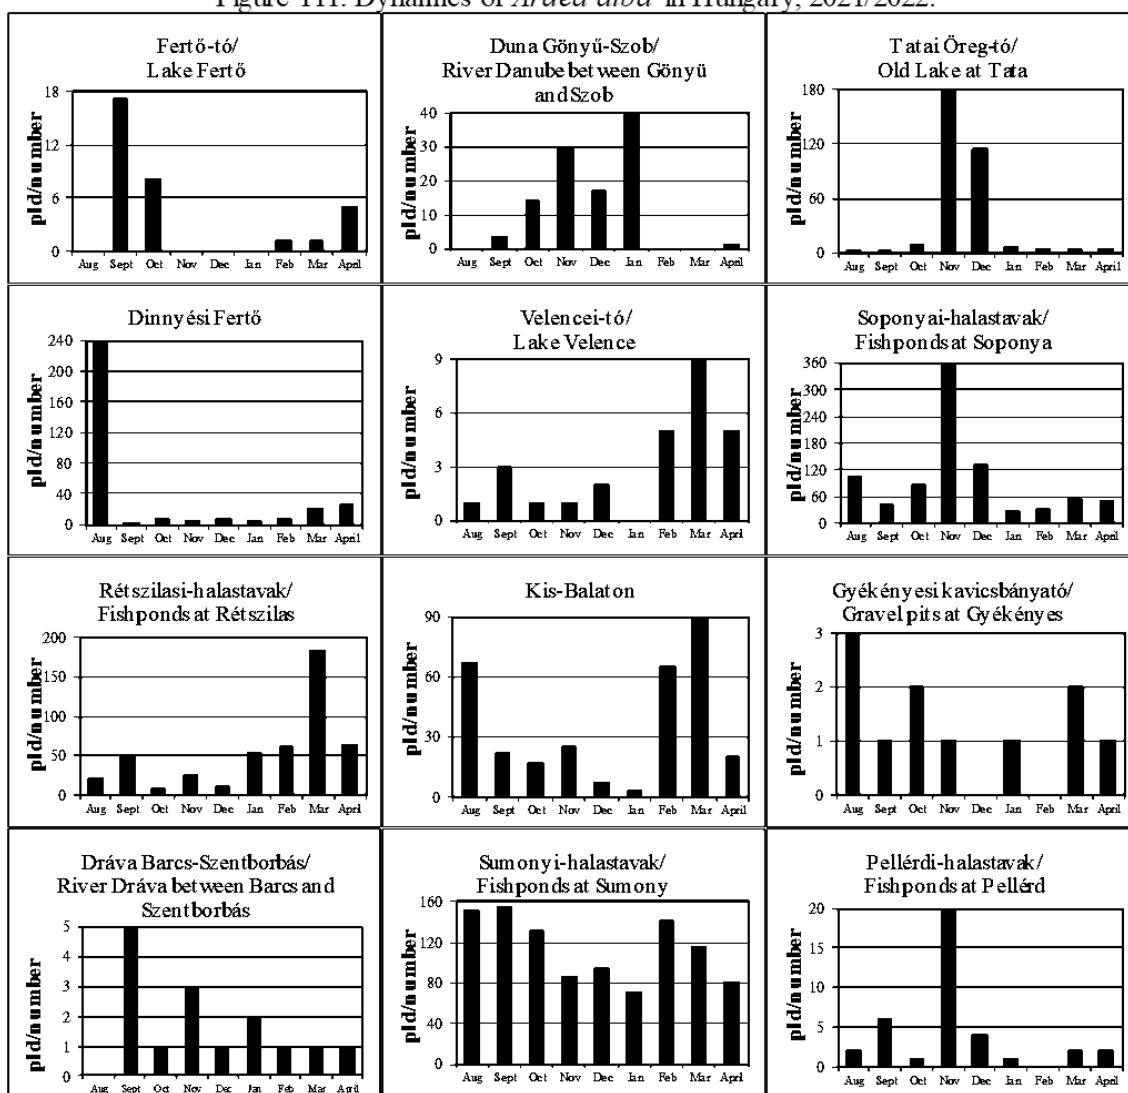 Figure 111. Dynamics of Ardea alba in Hungary, 2021/2022.
Fertő-tó/
Lake Fertő
pld/number
18
12
6
0
Aug Sept Oct Nov Dec Jan Feb Mar April
Duna Gönyű-Szob/
River Danube between Gönyü
and Szob
pld/number
40
30
20
10
0
Aug Sept Oct Nov Dec Jan Feb Mar April
Tatai Öreg-tó/
Old Lake at Tata
pld/number
180
120
60
0
Aug Sept Oct Nov Dec Jan Feb Mar April
Dinnyési Fertő
pld/number
240
200
160
120
80
40
0
Aug Sept Oct Nov Dec Jan Feb Mar April
Velencei-tó/
Lake Velence
pld/number
9
6
3
0
Aug Sept Oct Nov Dec Jan Feb Mar April
Soponyai-halastavak/
Fishponds at Soponya
pld/number
360
300
240
180
120
60
0
Aug Sept Oct Nov Dec Jan Feb Mar April
Rétszilasi-halastavak/
Fishponds at Rétszilas
pld/number
200
150
100
50
0
Aug Sept Oct Nov Dec Jan Feb Mar April
Kis-Balaton
pld/number
90
60
30
0
Aug Sept Oct Nov Dec Jan Feb Mar April
Gyékényesi kavicsbányató/
Gravel pits at Gyékényes
pld/number
3
2
1
0
Aug Sept Oct Nov Dec Jan Feb Mar April
Dráva Barcs-Szentborbás/
River Dráva between Barcs and
Szentborbás
pld/number
5
4
3
2
1
0
Aug Sept Oct Nov Dec Jan Feb Mar April
Sumonyi-halastavak/
Fishponds at Sumony
pld/number
160
120
80
40
0
Aug Sept Oct Nov Dec Jan Feb Mar April
Pellérdi-halastavak/
Fishponds at Pellérd
pld/number
20
15
10
5
0
Aug Sept Oct Nov Dec Jan Feb Mar April